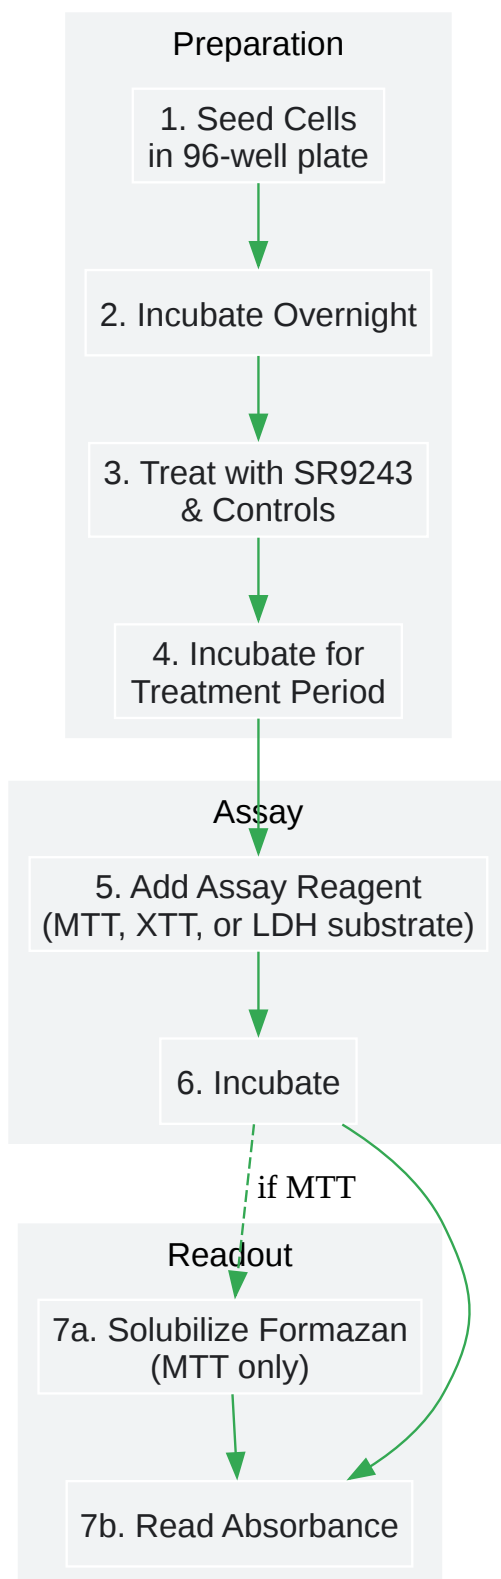 Preparation
1. Seed Cells
in 96-well plate
2. Incubate Overnight
3. Treat with SR9243
& Controls
4. Incubate for
Treatment Period
Assay
5. Add Assay Reagent
(MTT, XTT, or LDH substrate)
6. Incubate
if MTT
Readout
7a. Solubilize Formazan
(MTT only)
7b. Read Absorbance